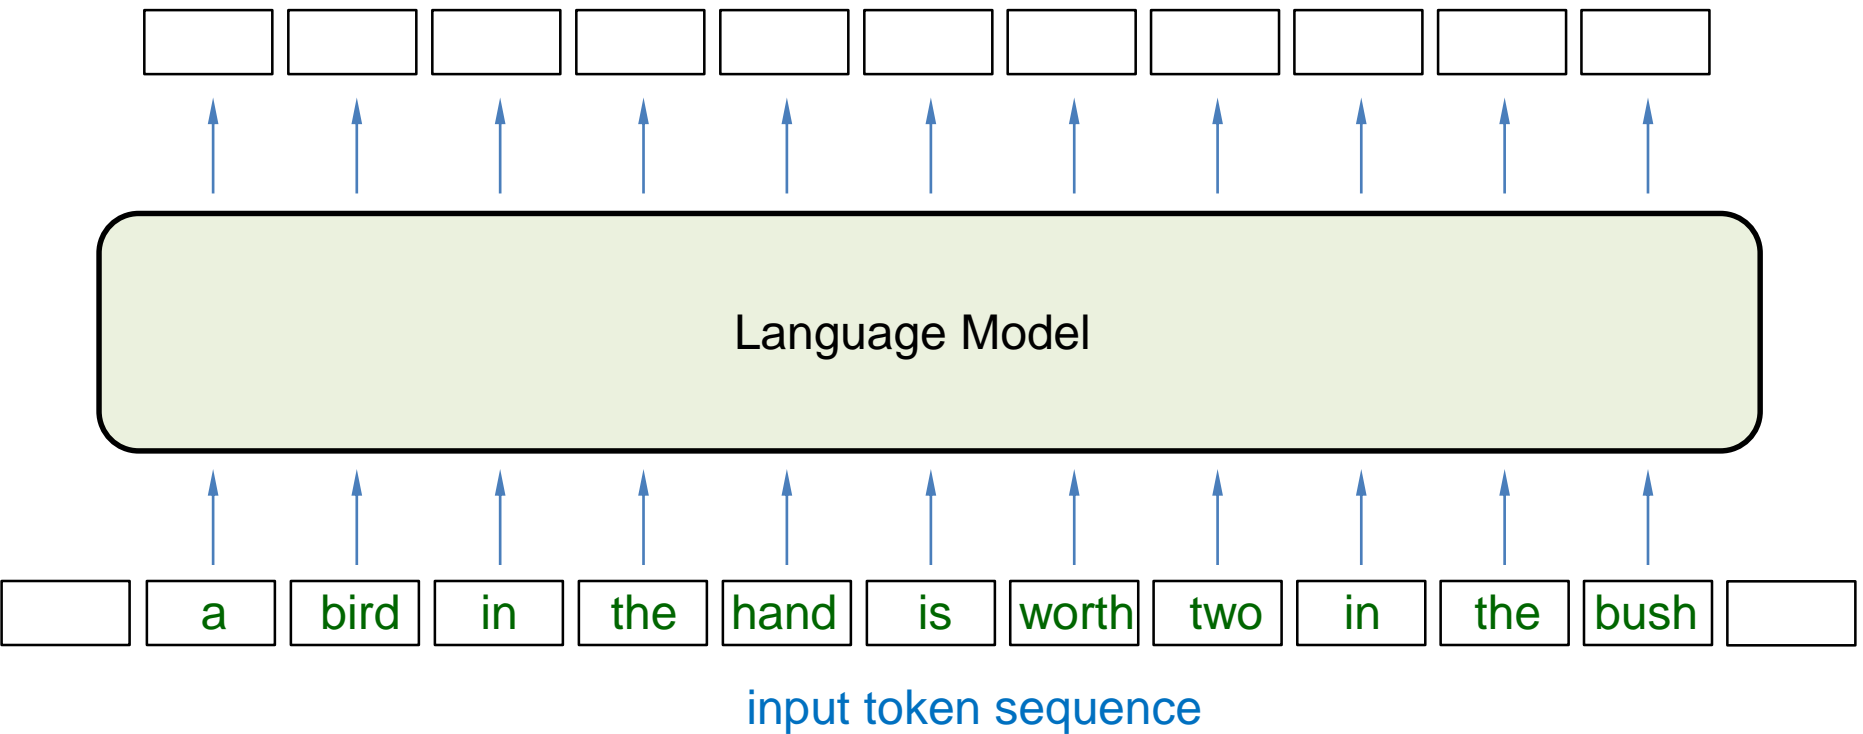 Language Model
a bird in the hand is worth two in the bush
input token sequence